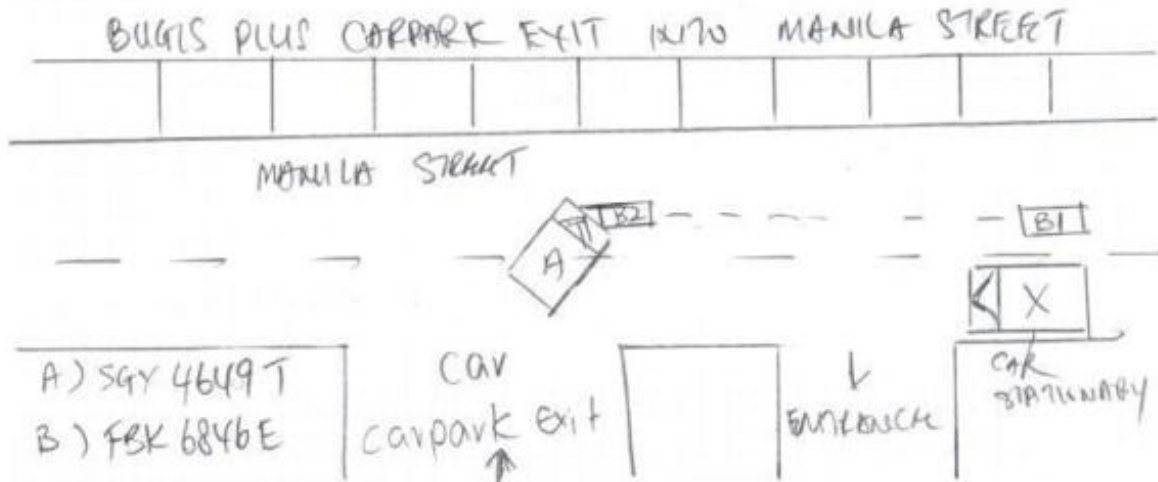 BUGIS PLUS CARPARK EXIT INTO MANILA STREET
MANILA STREET
B2
B1
A
X
A) SGY 4649 T
B) FBK 6846 E
car
carpark exit
ENTRANCE
CAR
STATIONARY